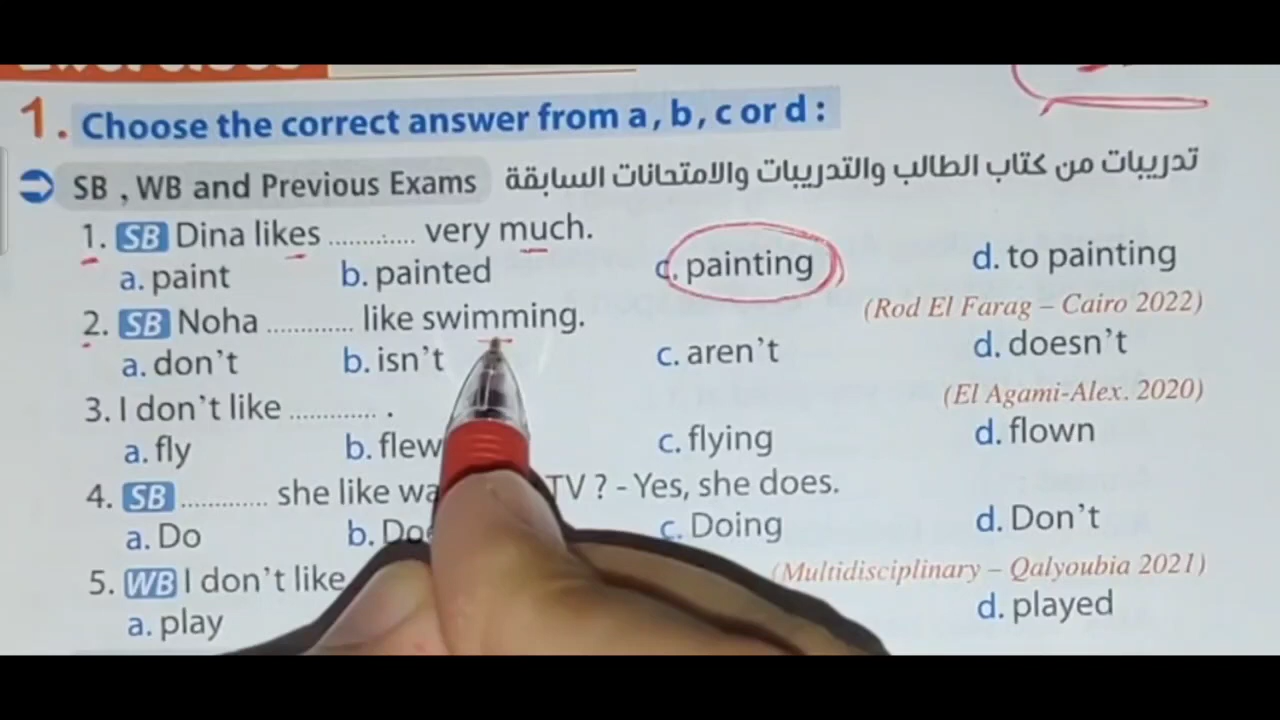 1. Choose the correct answer from a , b , c or d :
SB , WB and Previous Exams تدريبات من كتاب الطالب والتدريبات والامتحانات السابقة
1. SB Dina likes ............... very much.
a. paint b. painted c. painting d. to painting
(Rod El Farag – Cairo 2022)
2. SB Noha ............... like swimming.
a. don't b. isn't c. aren't d. doesn't
(El Agami-Alex. 2020)
3. I don't like ............... .
a. fly b. flew c. flying d. flown
4. SB ............... she like TV ? - Yes, she does.
a. Do b. c. Doing d. Don't
(Multidisciplinary – Qalyoubia 2021)
5. WB I don't like
a. play d. played